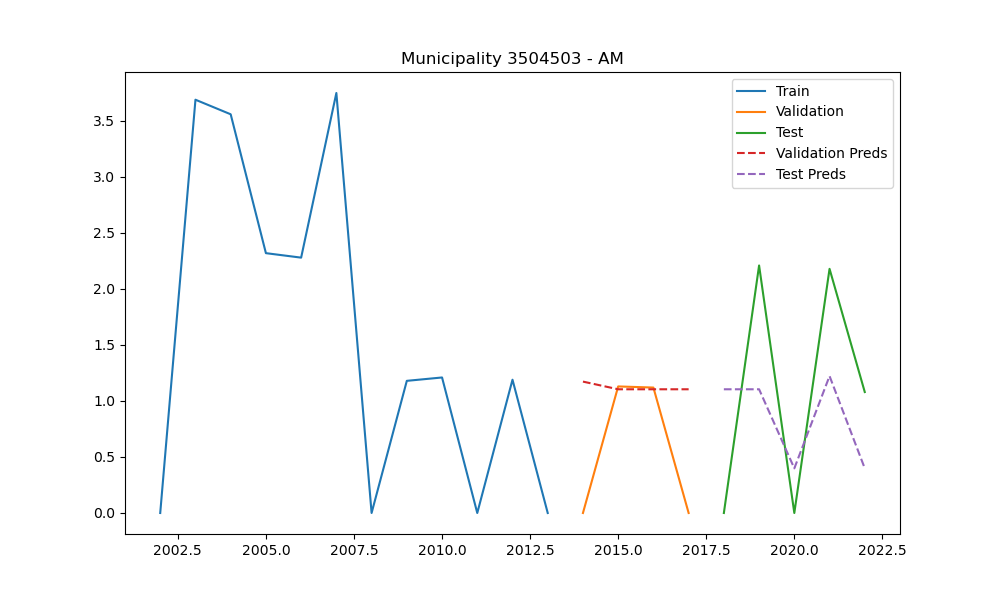 Municipality 3504503 - AM
Train
Validation
Test
Validation Preds
Test Preds
3.5
3.0
2.5
2.0
1.5
1.0
0.5
0.0
2002.5 2005.0 2007.5 2010.0 2012.5 2015.0 2017.5 2020.0 2022.5